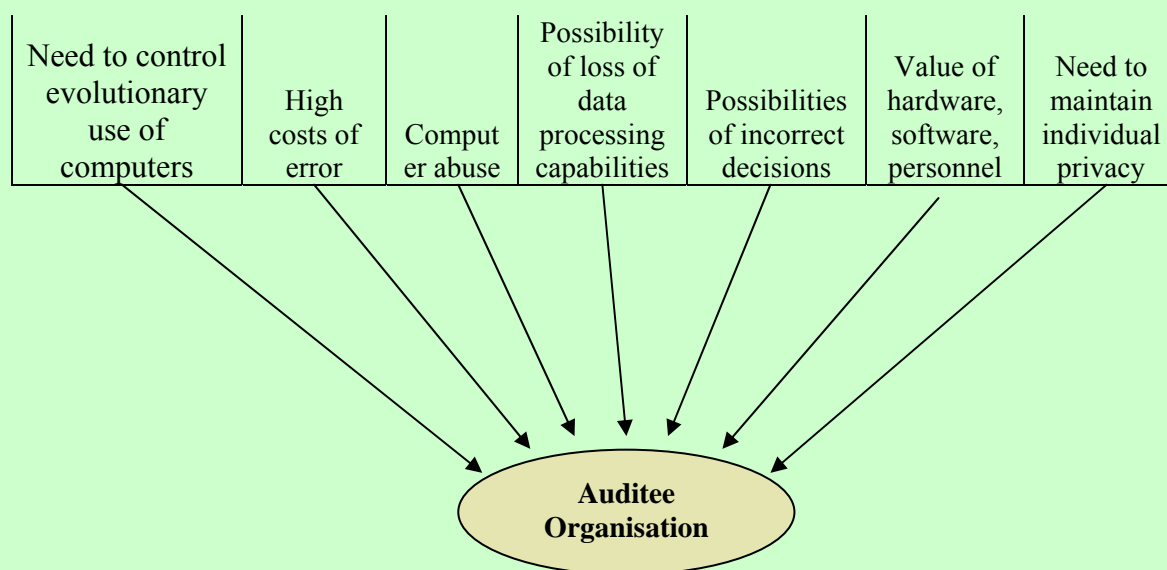 Need to control
evolutionary
use of
computers
High
costs of
error
Comput
er abuse
Possibility
of loss of
data
processing
capabilities
Possibilities
of incorrect
decisions
Value of
hardware,
software,
personnel
Need to
maintain
individual
privacy
Auditee
Organisation